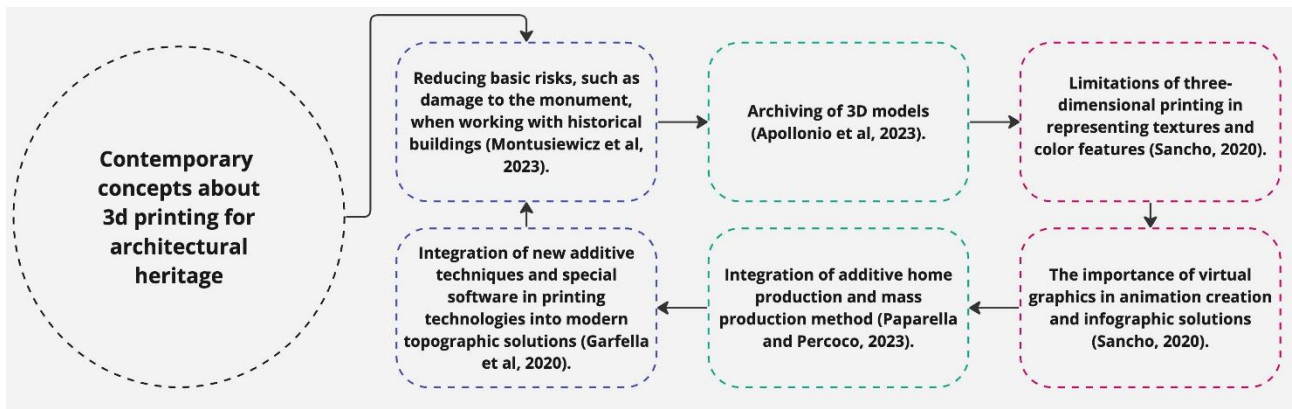 Contemporary
concepts about
3d printing for
architectural
heritage
Reducing basic risks, such as
damage to the monument,
when working with historical
buildings (Montusiewicz et al,
2023).
Archiving of 3D models
(Apollonio et al, 2023).
Limitations of three-
dimensional printing in
representing textures and
color features (Sancho, 2020).
The importance of virtual
graphics in animation creation
and infographic solutions
(Sancho, 2020).
Integration of additive home
production and mass
production method (Paparella
and Percoco, 2023).
Integration of new additive
techniques and special
software in printing
technologies into modern
topographic solutions (Garfella
et al, 2020).